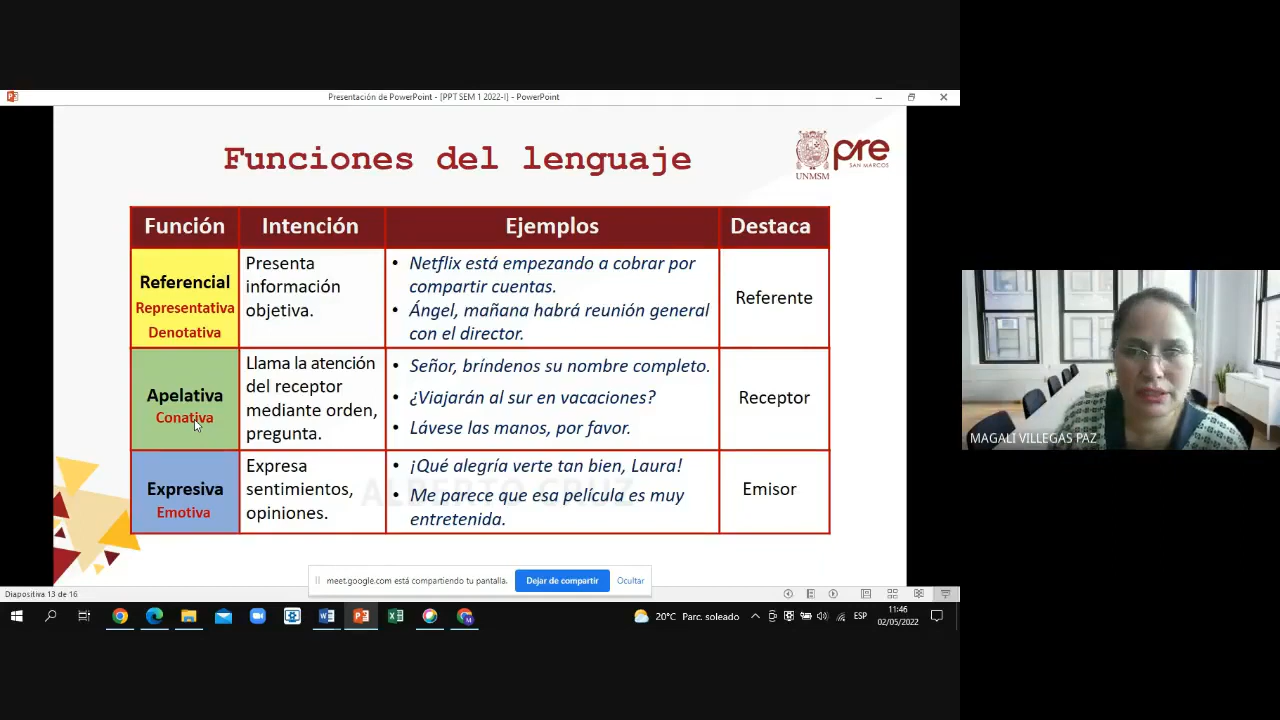 Presentación de PowerPoint - [PPT SEM 1 2022-I] - PowerPoint
Funciones del lenguaje
UNMSM
pre
SAN MARCOS
Función
Intención
Ejemplos
Destaca
Referencial
Representativa
Denotativa
Presenta
información
objetiva.
• Netflix está empezando a cobrar por
compartir cuentas.
• Ángel, mañana habrá reunión general
con el director.
Referente
Apelativa
Conativa
Llama la atención
del receptor
mediante orden,
pregunta.
• Señor, bríndenos su nombre completo.
• ¿Viajarán al sur en vacaciones?
• Lávese las manos, por favor.
Receptor
Expresiva
Emotiva
Expresa
sentimientos,
opiniones.
• ¡Qué alegría verte tan bien, Laura!
• Me parece que esa película es muy
entretenida.
Emisor
ALBERTO CRUZ
MAGALI VILLEGAS PAZ
meet.google.com está compartiendo tu pantalla.
Dejar de compartir
Ocultar
Diapositiva 13 de 16
20°C Parc. soleado
ESP
11:46
02/05/2022